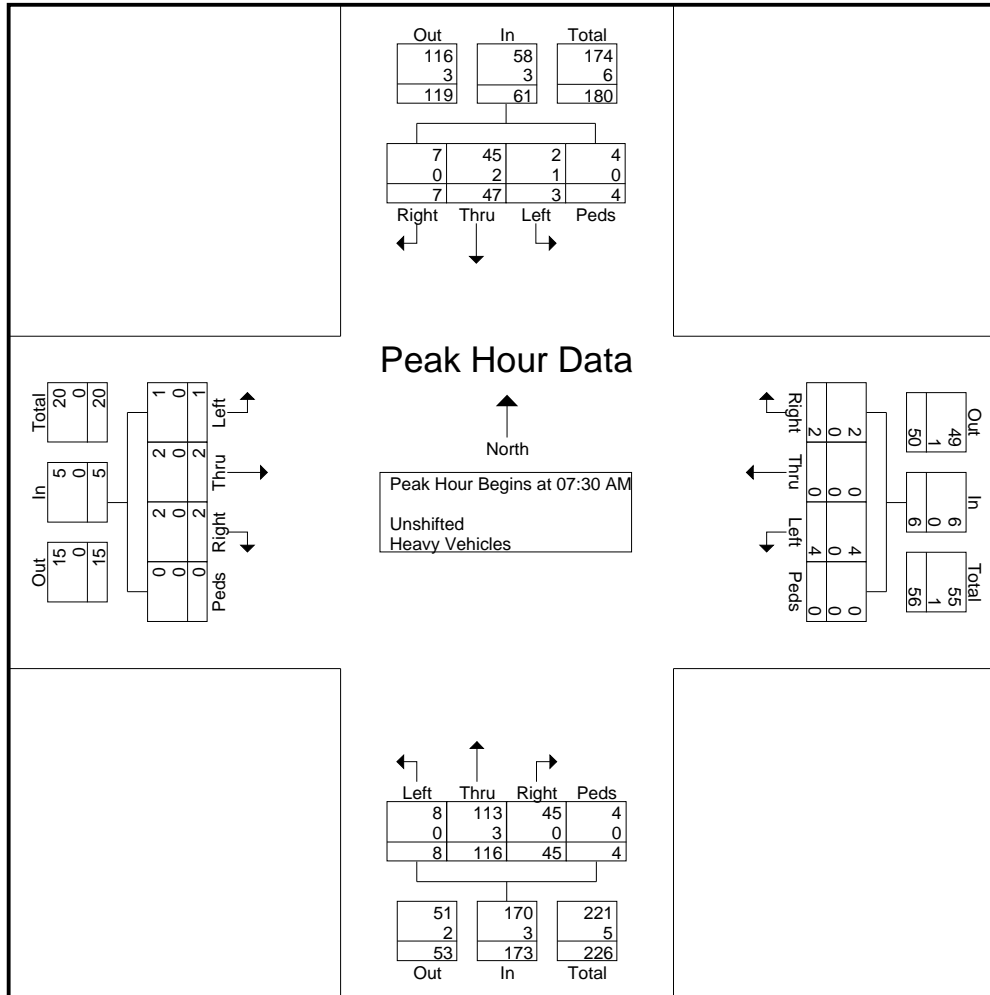 Out In Total
116 58 174
3 3 6
119 61 180
7 45 2 4
0 2 1 0
7 47 3 4
Right Thru Left Peds
Peak Hour Data
North
Peak Hour Begins at 07:30 AM
Unshifted
Heavy Vehicles
Total In Out
20 5 15
0 0 0
20 5 15
1 2 2 0
0 0 0 0
1 2 2 0
Left Thru Right Peds
Right Thru Left Peds
2 0 4 0
0 0 0 0
2 0 4 0
Out In Total
49 6 55
1 0 1
50 6 56
Left Thru Right Peds
8 113 45 4
0 3 0 0
8 116 45 4
51 170 221
2 3 5
53 173 226
Out In Total